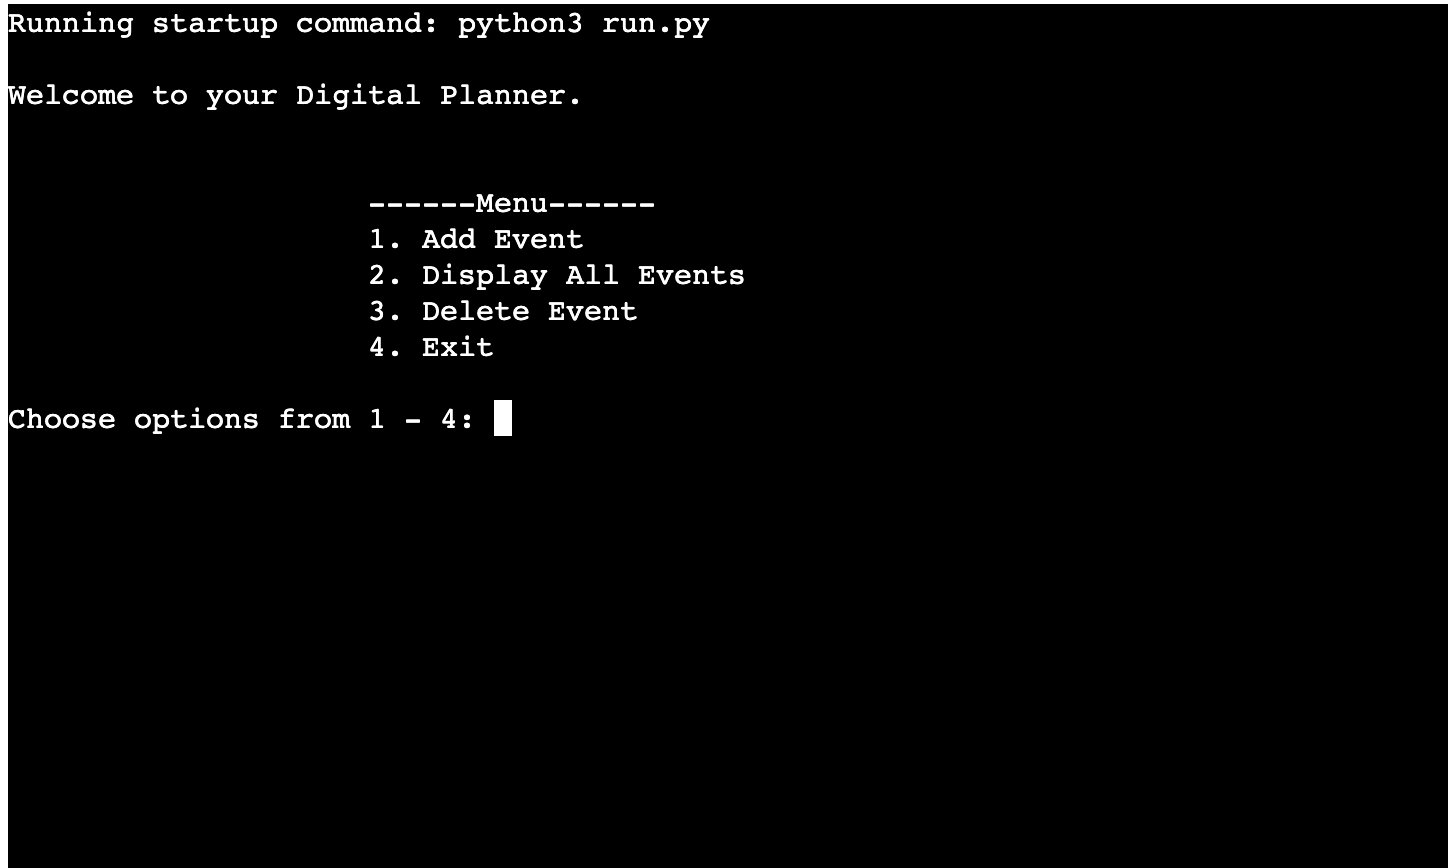 Running startup command: python3 run.py
Welcome to your Digital Planner.
------Menu------
1. Add Event
2. Display All Events
3. Delete Event
4. Exit
Choose options from 1 - 4: